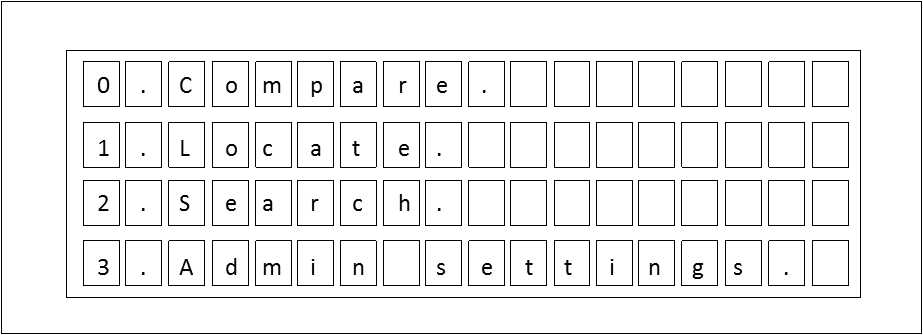 0.Compare.
1.Locate.
2.Search.
3.Admin settings.